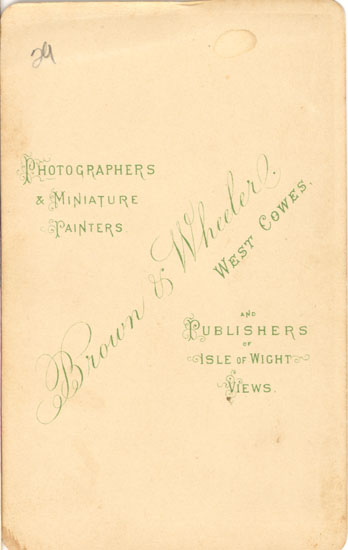 29
Photographers
& Miniature
Painters
Brown & Wheeler.
West Cowes.
and
Publishers
of
Isle of Wight
Views.